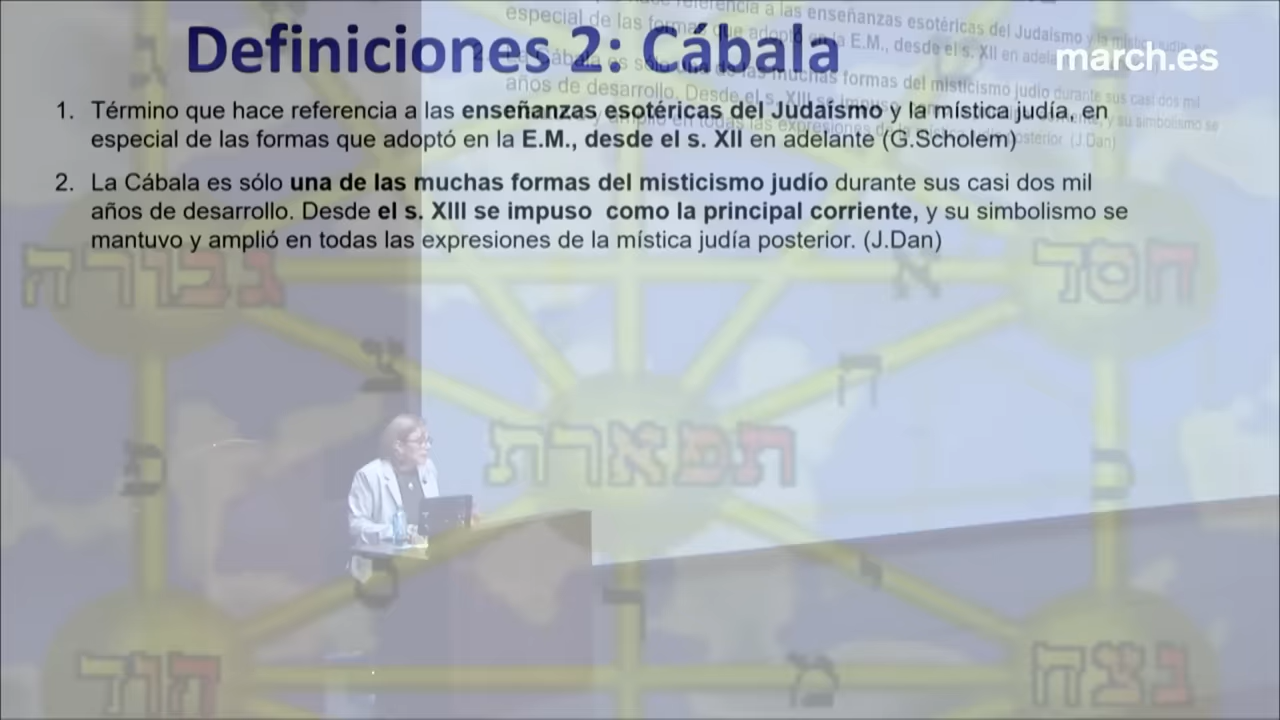 Definiciones 2: Cábala
march.es
1. Término que hace referencia a las enseñanzas esotéricas del Judaísmo y la mística judía, en
especial de las formas que adoptó en la E.M., desde el s. XII en adelante (G.Scholem)
2. La Cábala es sólo una de las muchas formas del misticismo judío durante sus casi dos mil
años de desarrollo. Desde el s. XIII se impuso como la principal corriente, y su simbolismo se
mantuvo y amplió en todas las expresiones de la mística judía posterior. (J.Dan)
גבורה
א
חסד
צ
ה
תפארת
ס
י
ר
הוד
מ
נצח